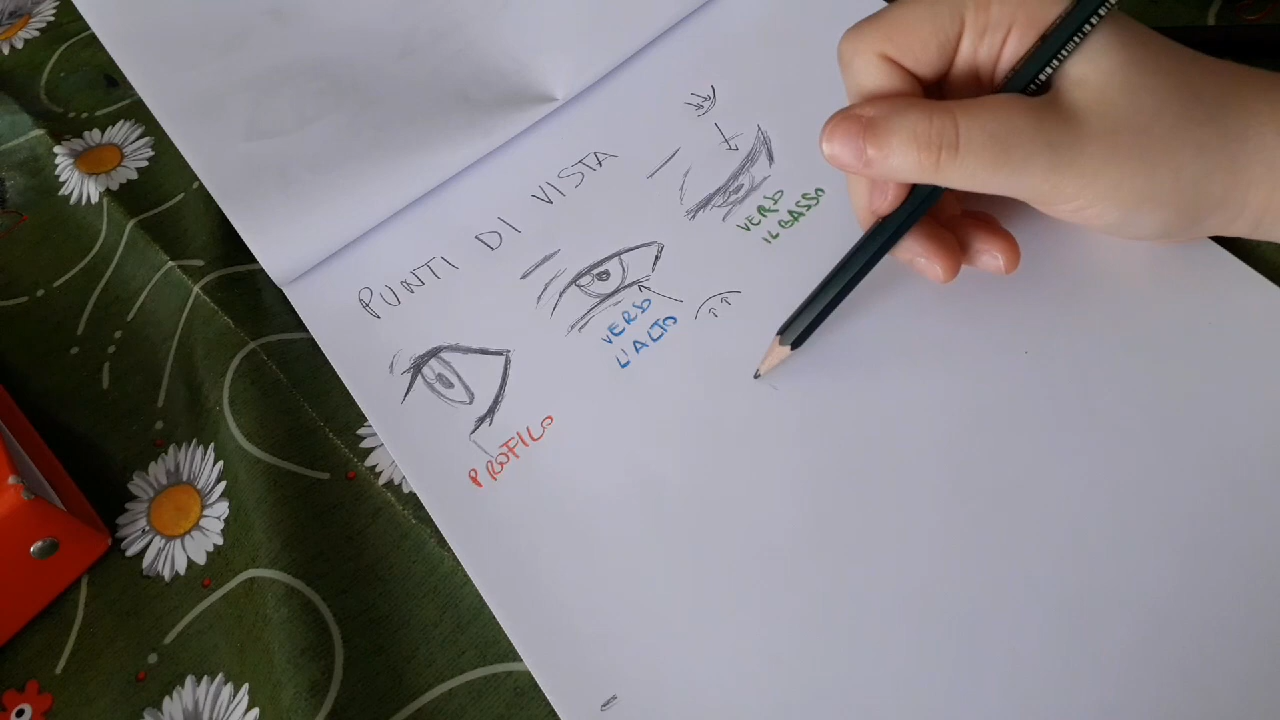 PUNTI DI VISTA
PROFILO
VERSO
L'ALTO
VERSO
IL BASSO